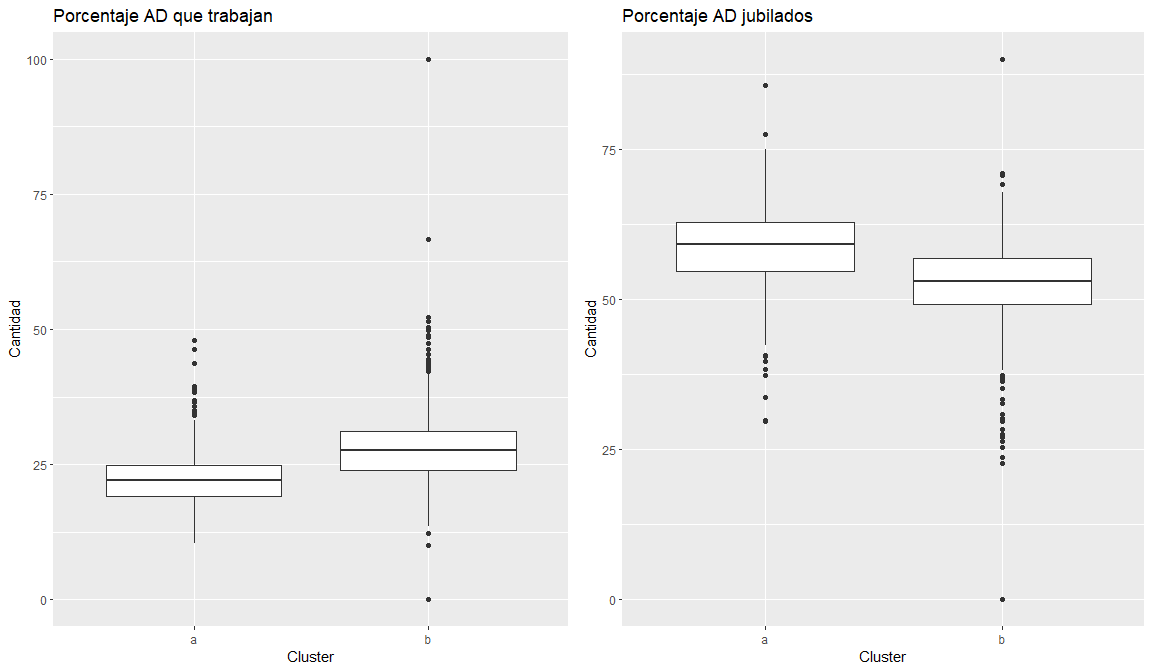 Porcentaje AD que trabajan
100
75
50
25
0
Cantidad
a
b
Cluster
Porcentaje AD jubilados
75
50
25
0
Cantidad
a
b
Cluster